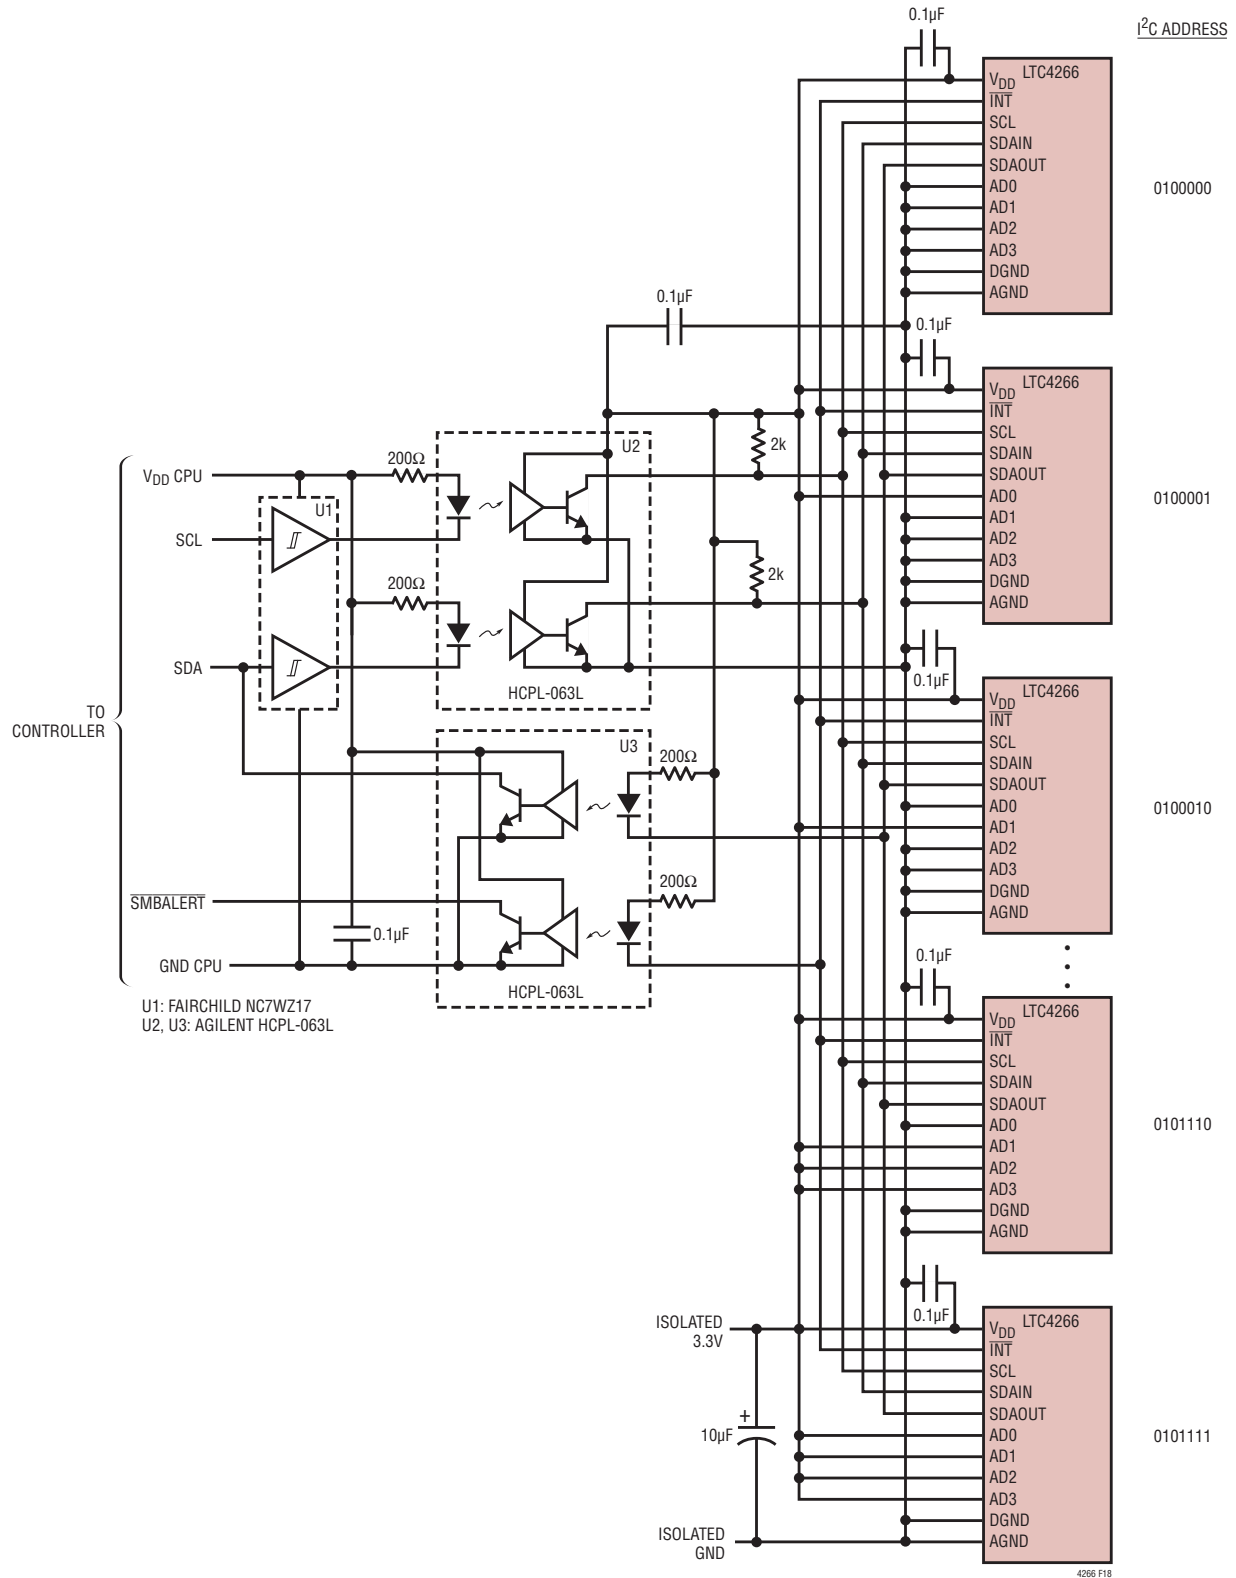 0.1µF
I²C ADDRESS
LTC4266
VDD
INT
SCL
SDAIN
SDAOUT
AD0
AD1
AD2
AD3
DGND
AGND
0100000
0.1µF
0.1µF
LTC4266
VDD
INT
SCL
SDAIN
SDAOUT
AD0
AD1
AD2
AD3
DGND
AGND
0100001
U2
2k
200Ω
VDD CPU
U1
SCL
200Ω
2k
SDA
HCPL-063L
TO
CONTROLLER
0.1µF
LTC4266
VDD
INT
SCL
SDAIN
SDAOUT
AD0
AD1
AD2
AD3
DGND
AGND
0100010
U3
200Ω
200Ω
SMBALERT
0.1µF
GND CPU
HCPL-063L
U1: FAIRCHILD NC7WZ17
U2, U3: AGILENT HCPL-063L
0.1µF
LTC4266
VDD
INT
SCL
SDAIN
SDAOUT
AD0
AD1
AD2
AD3
DGND
AGND
0101110
0.1µF
ISOLATED
3.3V
+
10µF
ISOLATED
GND
LTC4266
VDD
INT
SCL
SDAIN
SDAOUT
AD0
AD1
AD2
AD3
DGND
AGND
0101111
4266 F18